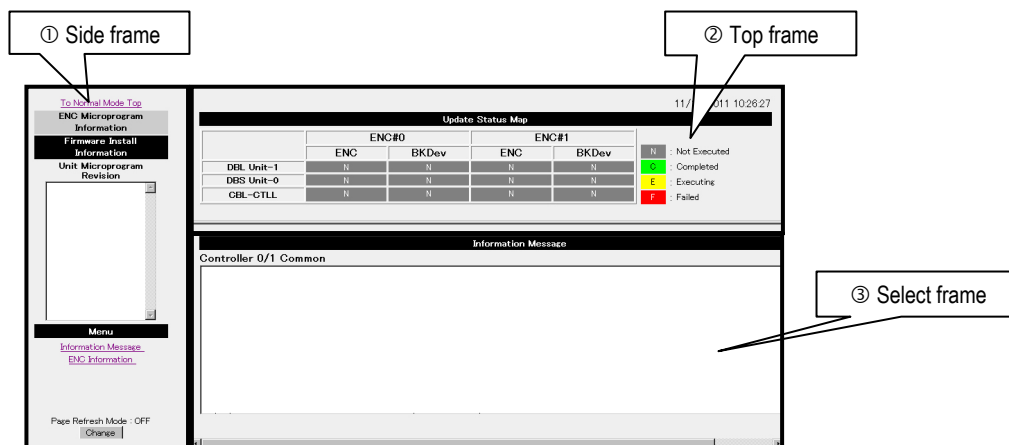 ① Side frame
② Top frame
To Normal Mode Top
ENC Microprogram
Information
Firmware Install
Information
Unit Microprogram
Revision
Menu
Information Message
ENC Information
Page Refresh Mode : OFF
Change
10:26:27
Update Status Map
ENC#0 ENC#1
ENC BKDev ENC BKDev
DBL Unit-1 N N N N
DBS Unit-0 N N N N
CBL-CTLL N N N N
N : Not Executed
C : Completed
E : Executing
F : Failed
Information Message
Controller 0/1 Common
③ Select frame